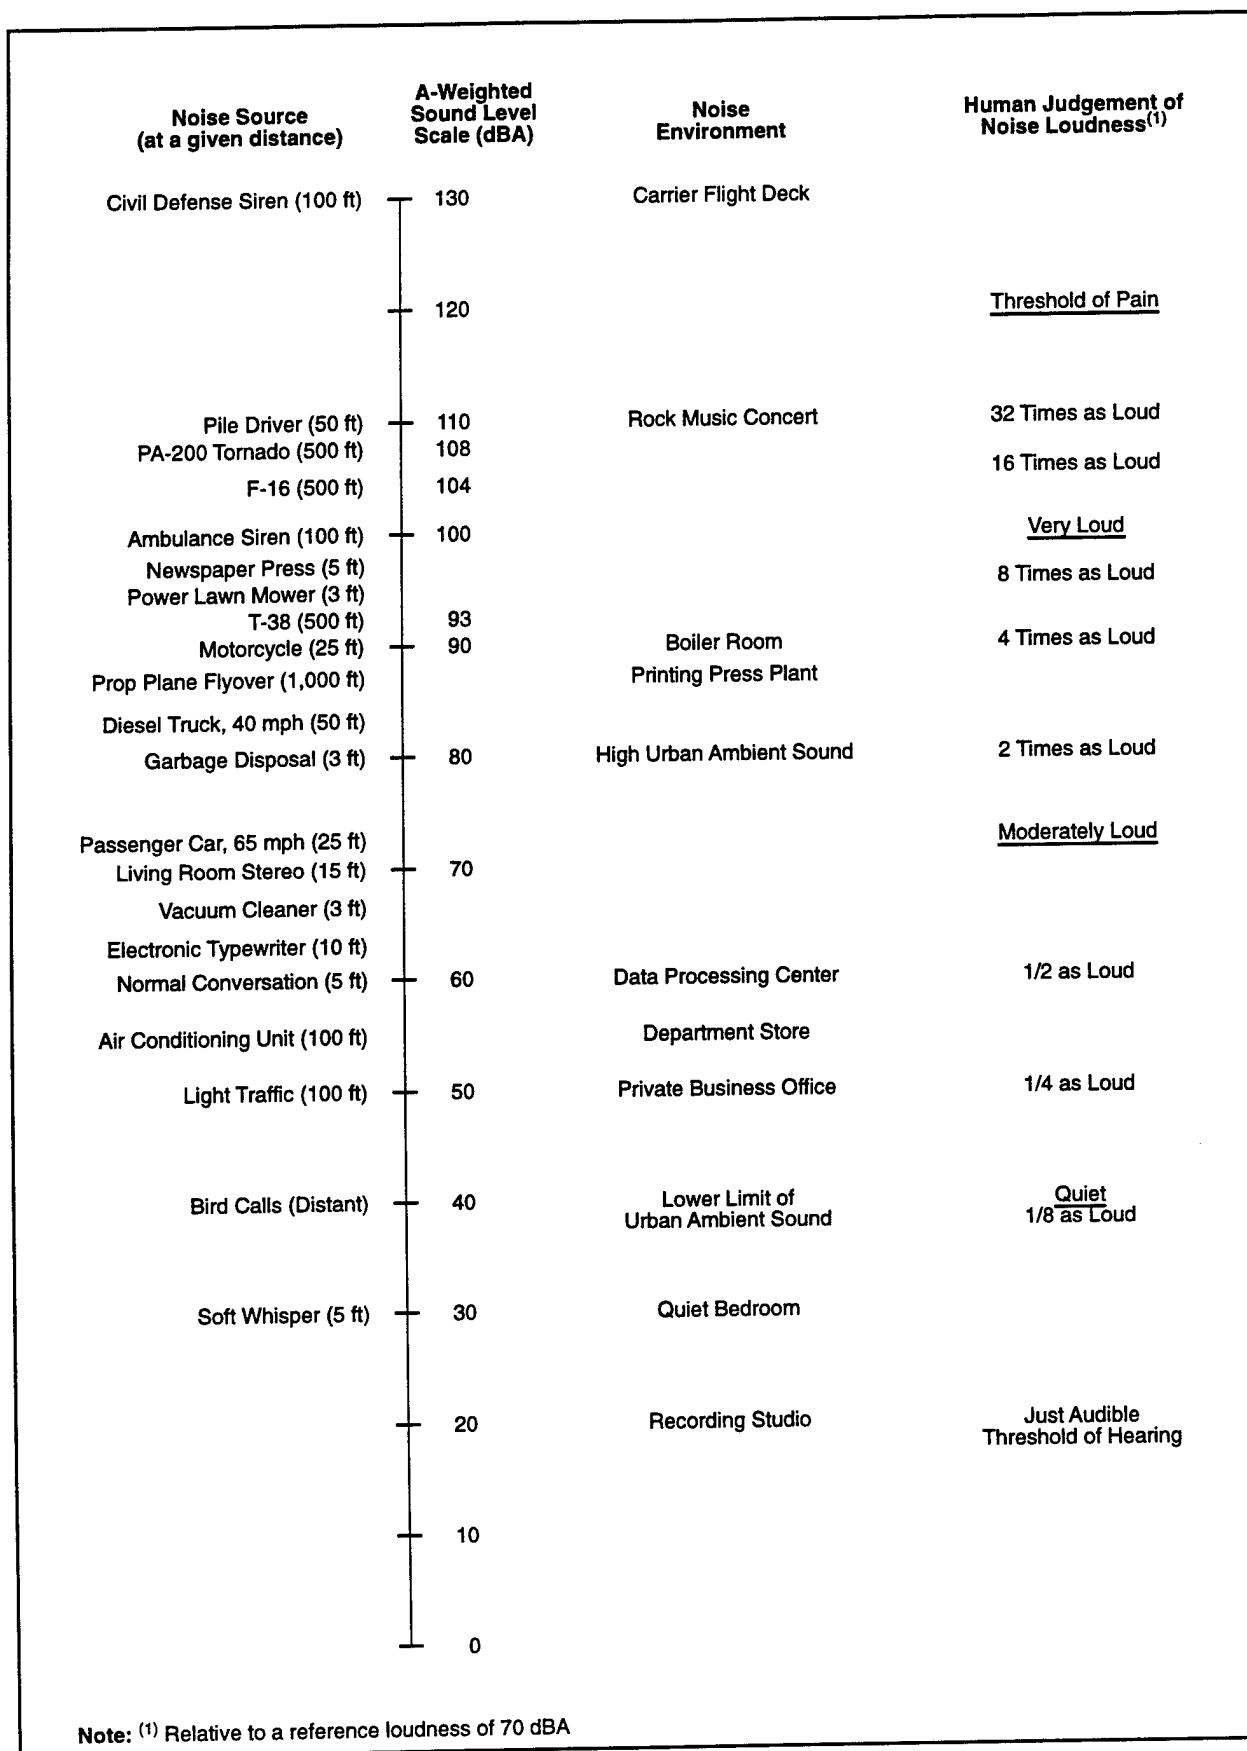 Noise Source
(at a given distance)
A-Weighted
Sound Level
Scale (dBA)
Noise
Environment
Human Judgement of
Noise Loudness(1)
Civil Defense Siren (100 ft) 130 Carrier Flight Deck
120 Threshold of Pain
Pile Driver (50 ft) 110 Rock Music Concert 32 Times as Loud
PA-200 Tornado (500 ft) 108
16 Times as Loud
F-16 (500 ft) 104
Ambulance Siren (100 ft) 100 Very Loud
Newspaper Press (5 ft) 8 Times as Loud
Power Lawn Mower (3 ft)
T-38 (500 ft) 93
Motorcycle (25 ft) 90 Boiler Room 4 Times as Loud
Prop Plane Flyover (1,000 ft) Printing Press Plant
Diesel Truck, 40 mph (50 ft)
Garbage Disposal (3 ft) 80 High Urban Ambient Sound 2 Times as Loud
Passenger Car, 65 mph (25 ft) Moderately Loud
Living Room Stereo (15 ft) 70
Vacuum Cleaner (3 ft)
Electronic Typewriter (10 ft)
Normal Conversation (5 ft) 60 Data Processing Center 1/2 as Loud
Air Conditioning Unit (100 ft) Department Store
Light Traffic (100 ft) 50 Private Business Office 1/4 as Loud
Bird Calls (Distant) 40 Lower Limit of Quiet
Urban Ambient Sound 1/8 as Loud
Soft Whisper (5 ft) 30 Quiet Bedroom
20 Recording Studio Just Audible
Threshold of Hearing
10
0
Note: (1) Relative to a reference loudness of 70 dBA